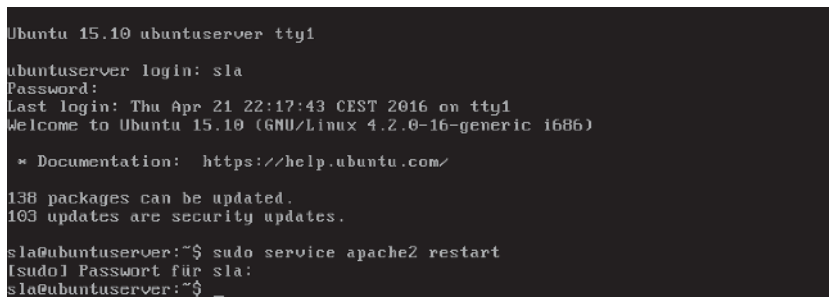 Ubuntu 15.10 ubuntuserver tty1
ubuntuserver login: sla
Password:
Last login: Thu Apr 21 22:17:43 CEST 2016 on tty1
Welcome to Ubuntu 15.10 (GNU/Linux 4.2.0-16-generic i686)
* Documentation:  https://help.ubuntu.com/
138 packages can be updated.
103 updates are security updates.
sla@ubuntuserver:~$ sudo service apache2 restart
[sudo] Passwort für sla:
sla@ubuntuserver:~$ _